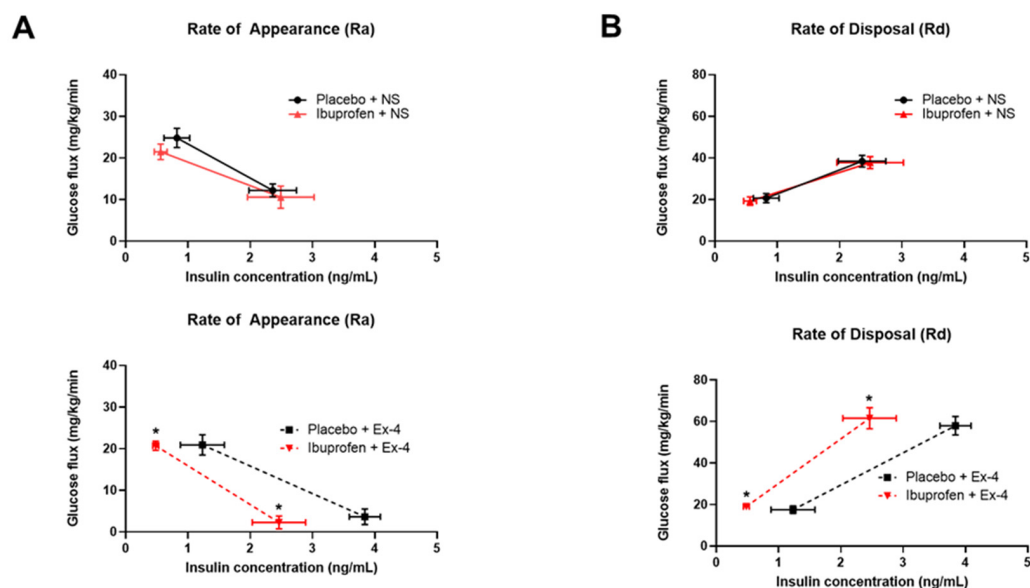 A
Rate of Appearance (Ra)
Glucose flux (mg/kg/min)
40
30
20
10
0
Placebo + NS
Ibuprofen + NS
0 1 2 3 4 5
Insulin concentration (ng/mL)
B
Rate of Disposal (Rd)
Glucose flux (mg/kg/min)
80
60
40
20
0
Placebo + NS
Ibuprofen + NS
0 1 2 3 4 5
Insulin concentration (ng/mL)
Rate of Appearance (Ra)
Glucose flux (mg/kg/min
40
30
20
10
0
*
*
Placebo + Ex-4
Ibuprofen + Ex-4
0 1 2 3 4 5
Insulin concentration (ng/mL)
Rate of Disposal (Rd)
Glucose flux (mg/kg/min
80
60
40
20
0
*
*
Placebo + Ex-4
Ibuprofen + Ex-4
0 1 2 3 4 5
Insulin concentration (ng/mL)